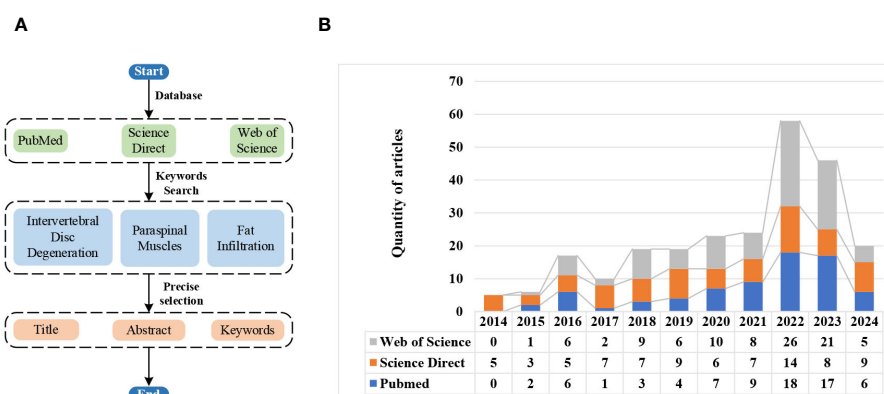 A
B
Start
Database
PubMed
Science
Direct
Web of
Science
Keywords
Search
Intervertebral
Disc
Degeneration
Paraspinal
Muscles
Fat
Infiltration
Precise
selection
Title
Abstract
Keywords
End
Quantity of articles
70
60
50
40
30
20
10
0
2014 2015 2016 2017 2018 2019 2020 2021 2022 2023 2024
Web of Science 0 1 6 2 9 6 10 8 26 21 5
Science Direct 5 3 5 7 7 9 6 7 14 8 9
Pubmed 0 2 6 1 3 4 7 9 18 17 6